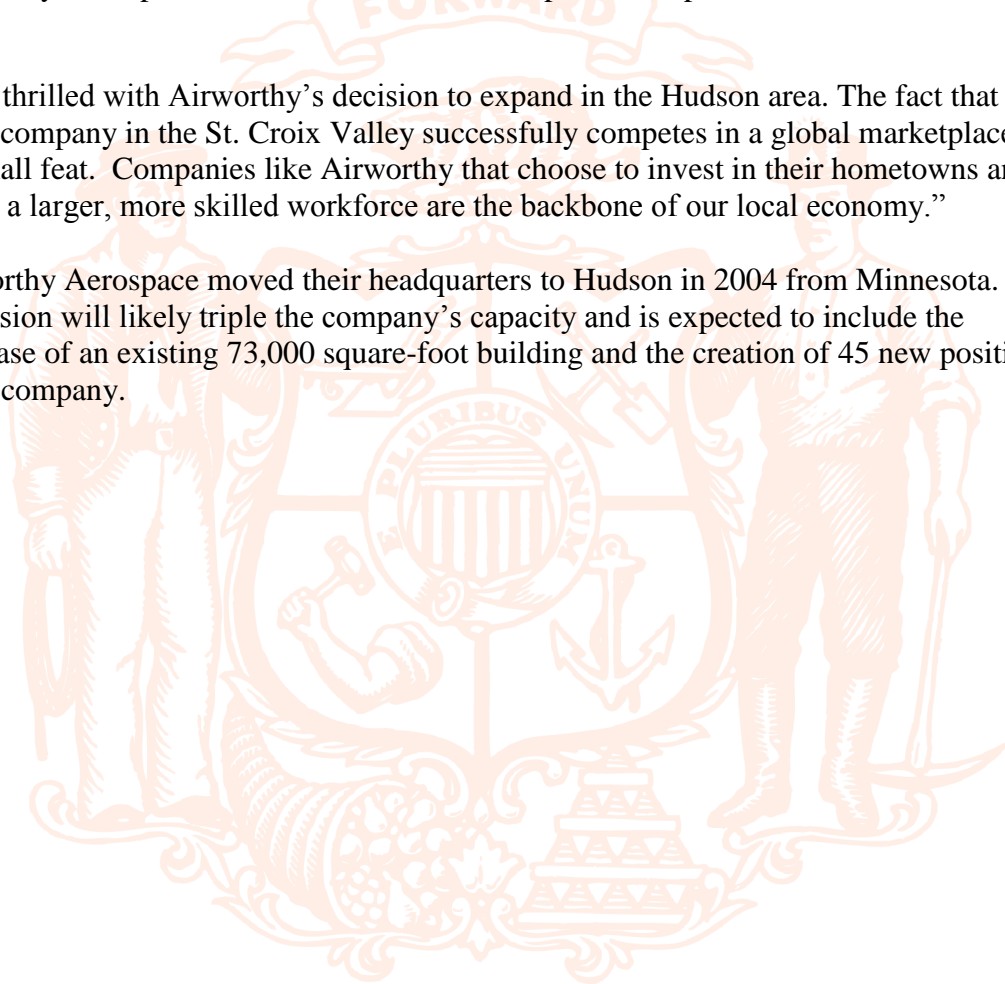 FORWARD
thrilled with Airworthy’s decision to expand in the Hudson area. The fact that
company in the St. Croix Valley successfully competes in a global marketplace
all feat.  Companies like Airworthy that choose to invest in their hometowns
a larger, more skilled workforce are the backbone of our local economy.”
orthy Aerospace moved their headquarters to Hudson in 2004 from Minnesota.
sion will likely triple the company’s capacity and is expected to include the
ase of an existing 73,000 square-foot building and the creation of 45 new positi
company.
E PLURIBUS UNUM